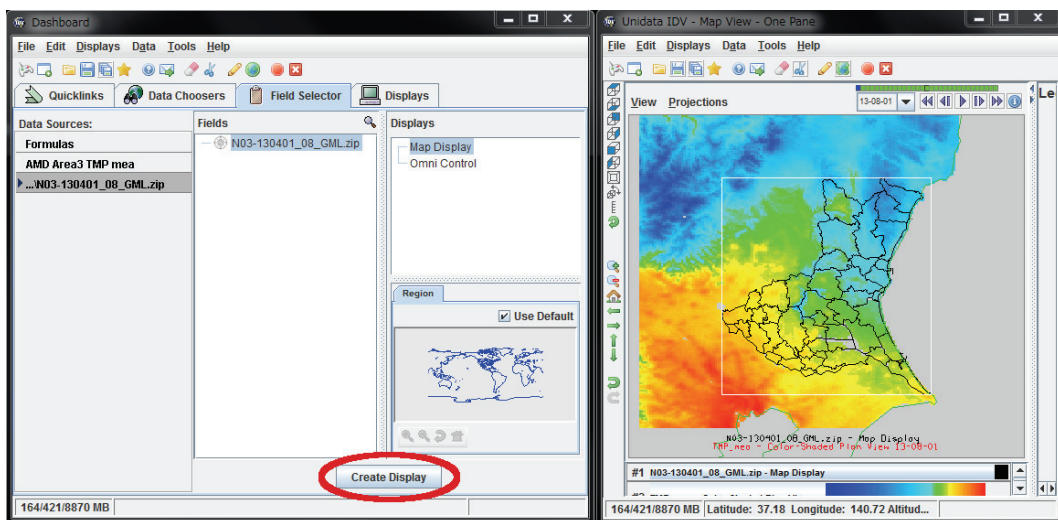 Dashboard
File Edit Displays Data Tools Help
Quicklinks Data Choosers Field Selector Displays
Data Sources:
Formulas
AMD Area3 TMP mea
...\N03-130401_08_GML.zip
Fields
N03-130401_08_GML.zip
Displays
Map Display
Omni Control
Region
Use Default
Create Display
164/421/8870 MB
Unidata IDV - Map View - One Pane
File Edit Displays Data Tools Help
View Projections
13-08-01
Le
N03-130401_08_GML.zip - Map Display
TMP_mea - Color-Shaded Plan View 13-08-01
#1 N03-130401_08_GML.zip - Map Display
164/421/8870 MB Latitude: 37.18 Longitude: 140.72 Altitud...